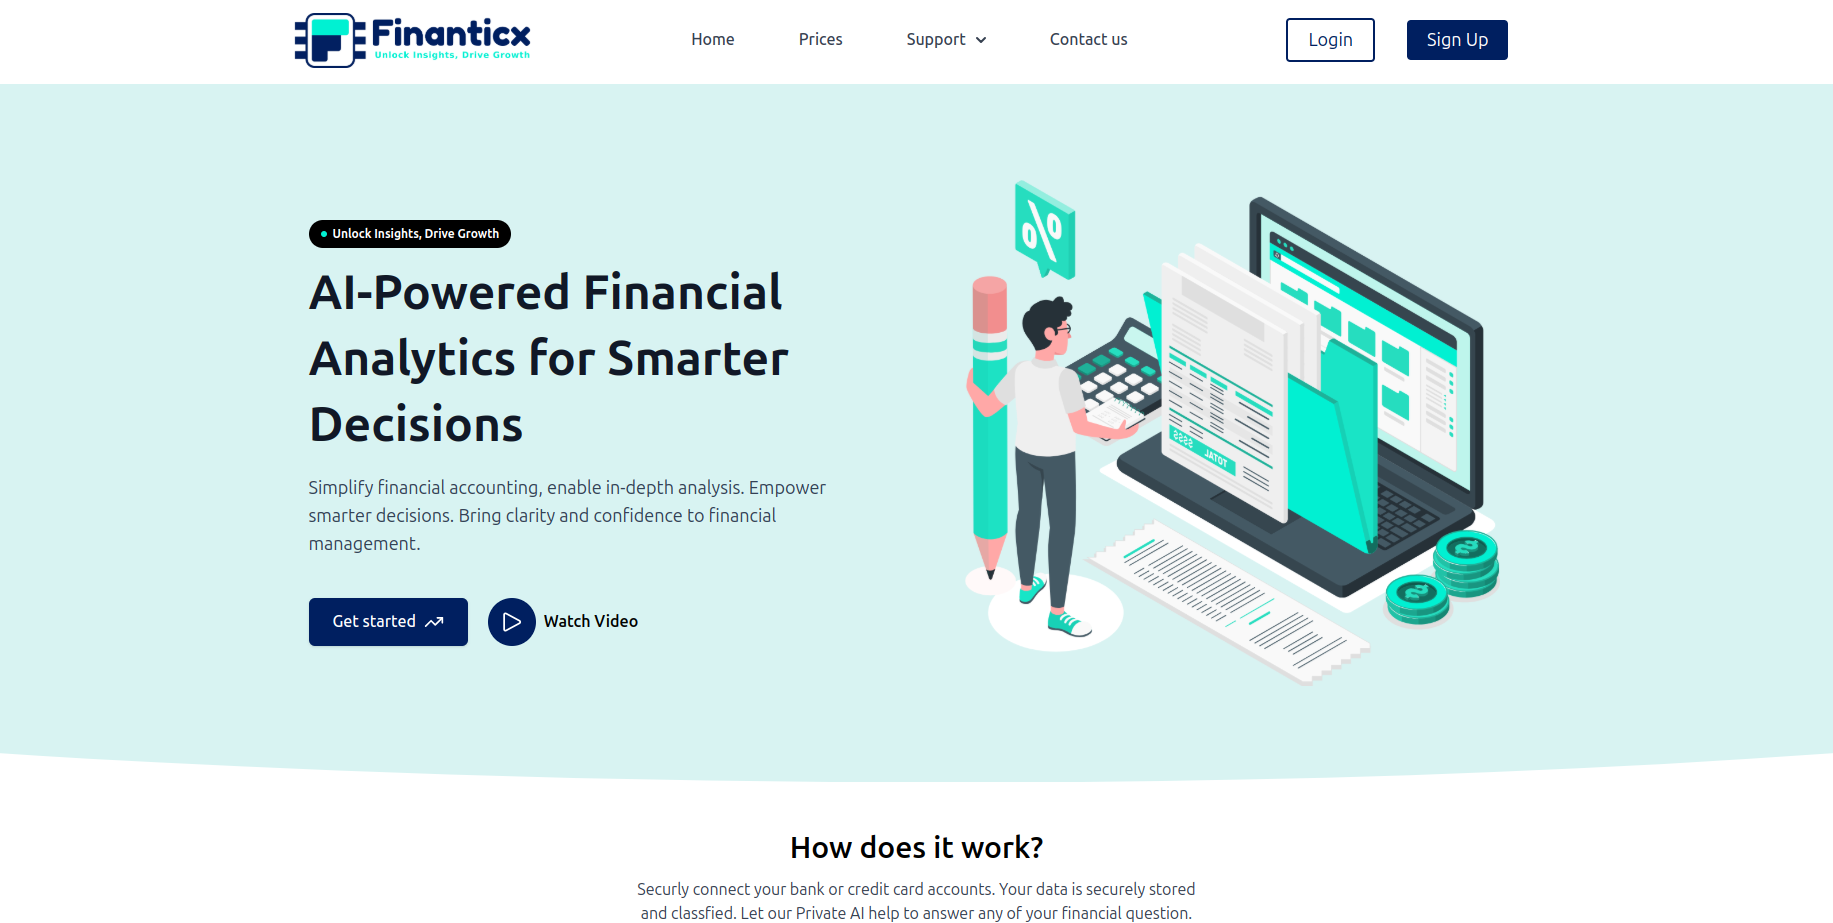 Finanticx
Unlock Insights, Drive Growth
Home
Prices
Support
Contact us
Login
Sign Up
Unlock Insights, Drive Growth
AI-Powered Financial
Analytics for Smarter
Decisions
Simplify financial accounting, enable in-depth analysis. Empower
smarter decisions. Bring clarity and confidence to financial
management.
Get started
Watch Video
%
$$$$
TOTAL
How does it work?
Securly connect your bank or credit card accounts. Your data is securely stored
and classfied. Let our Private AI help to answer any of your financial question.